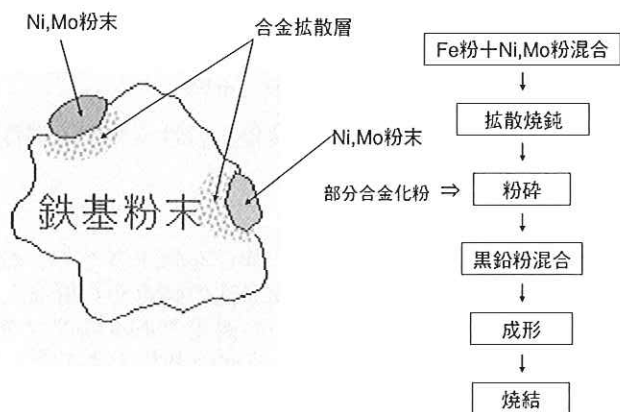 Ni,Mo粉末
合金拡散層
Ni,Mo粉末
鉄基粉末
Fe粉＋Ni,Mo粉混合
↓
拡散焼鈍
↓
部分合金化粉 ⇒ 粉砕
↓
黒鉛粉混合
↓
成形
↓
焼結